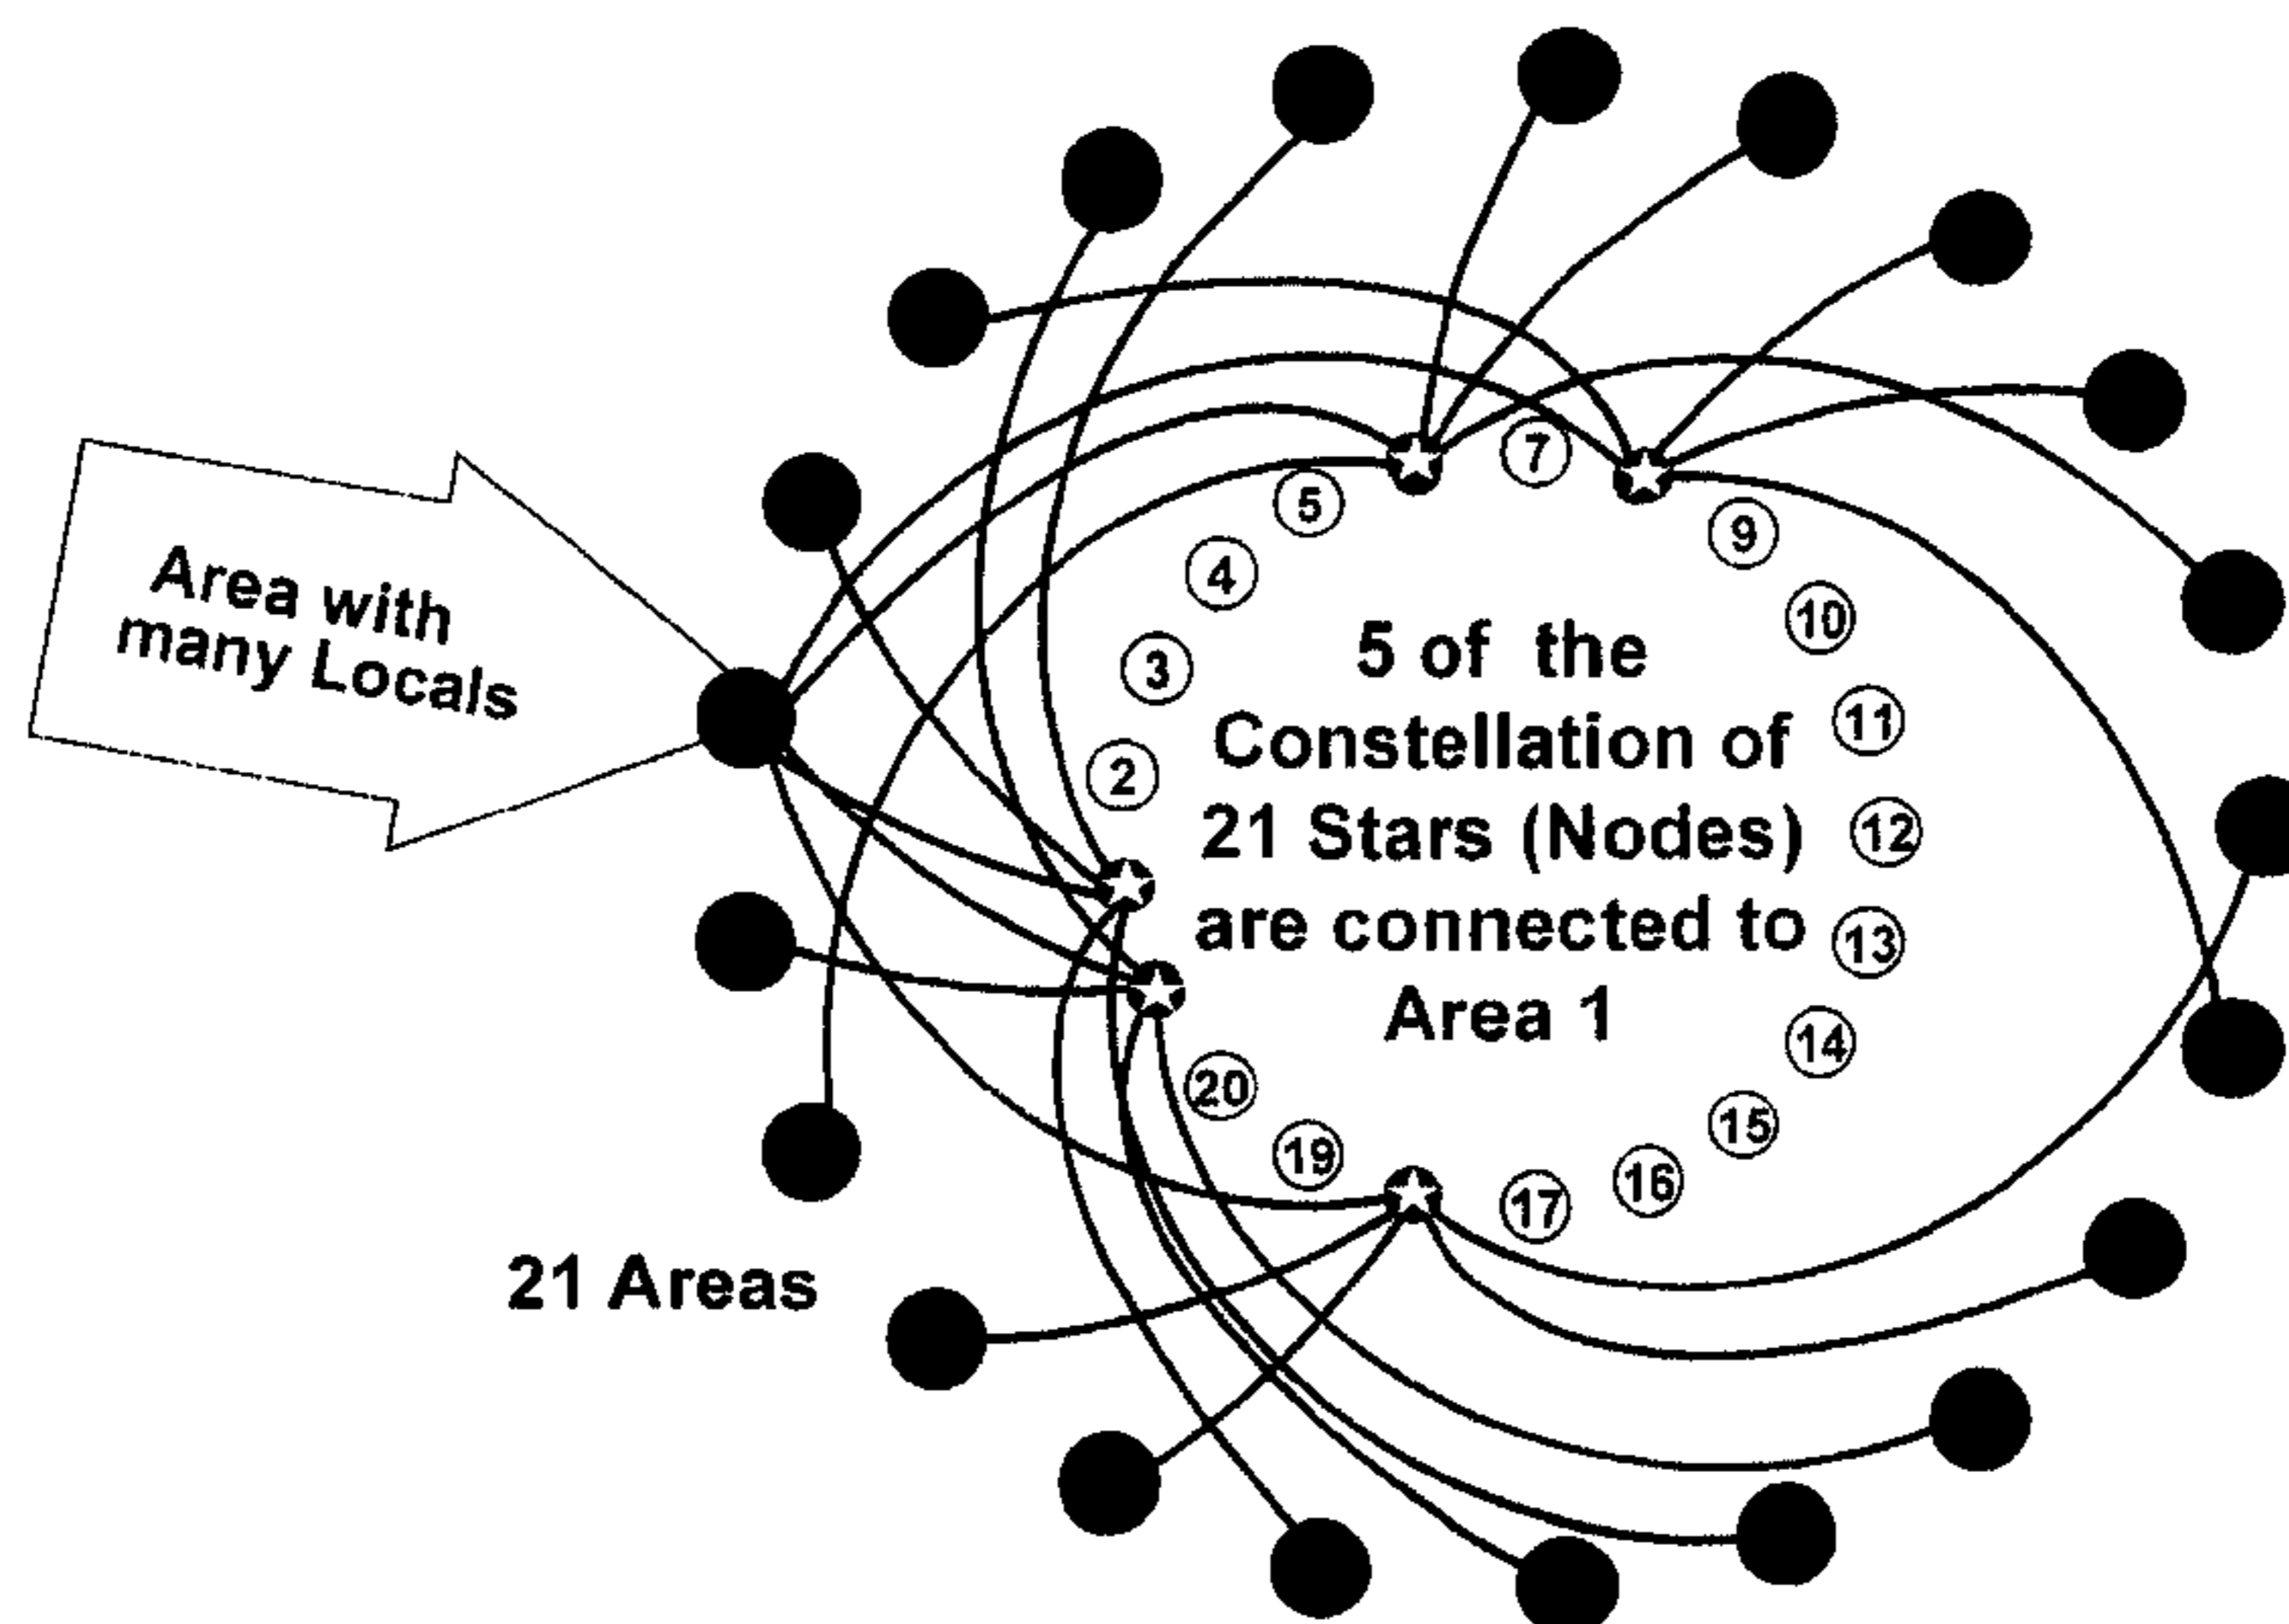 Area with
many Locals
5 of the
Constellation of
21 Stars (Nodes)
are connected to
Area 1
21 Areas
2
3
4
5
7
9
10
11
12
13
14
15
16
17
19
20